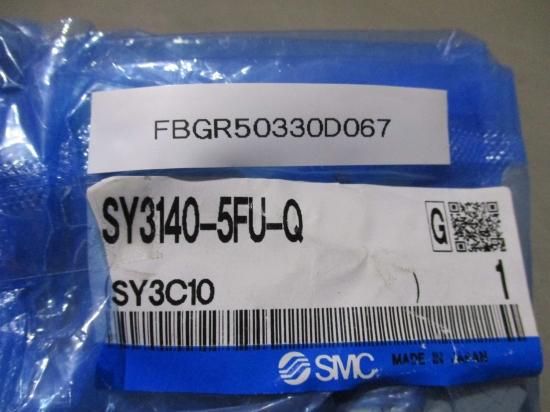 FBGR50330D067
SY3140-5FU-Q
G
(SY3C10 )
1
SMC
MADE IN JAPAN